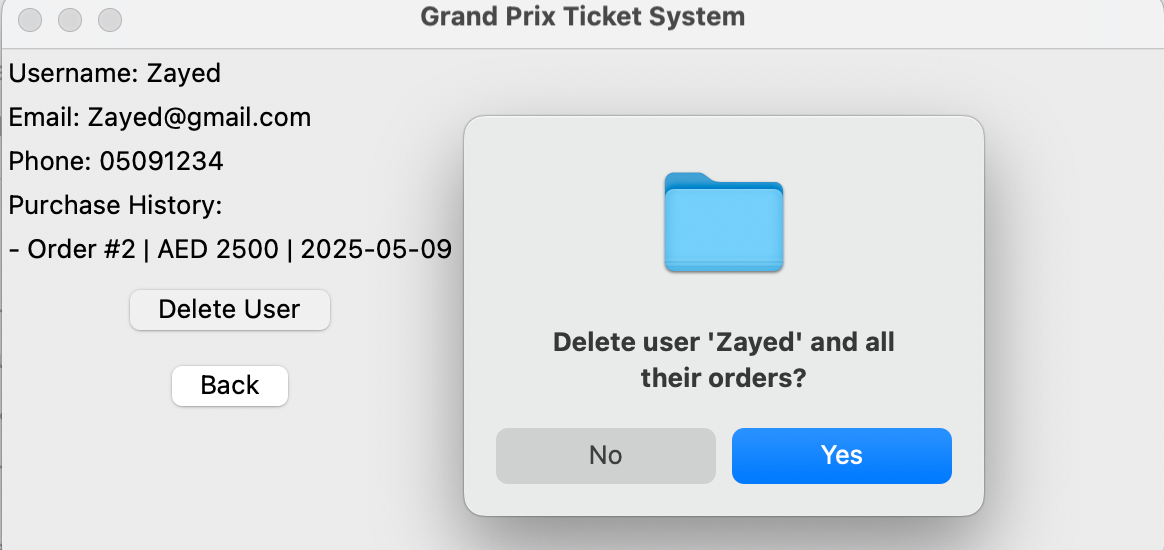 Grand Prix Ticket System
Username: Zayed
Email: Zayed@gmail.com
Phone: 05091234
Purchase History:
- Order #2 | AED 2500 | 2025-05-09
Delete User
Back
Delete user 'Zayed' and all
their orders?
No
Yes